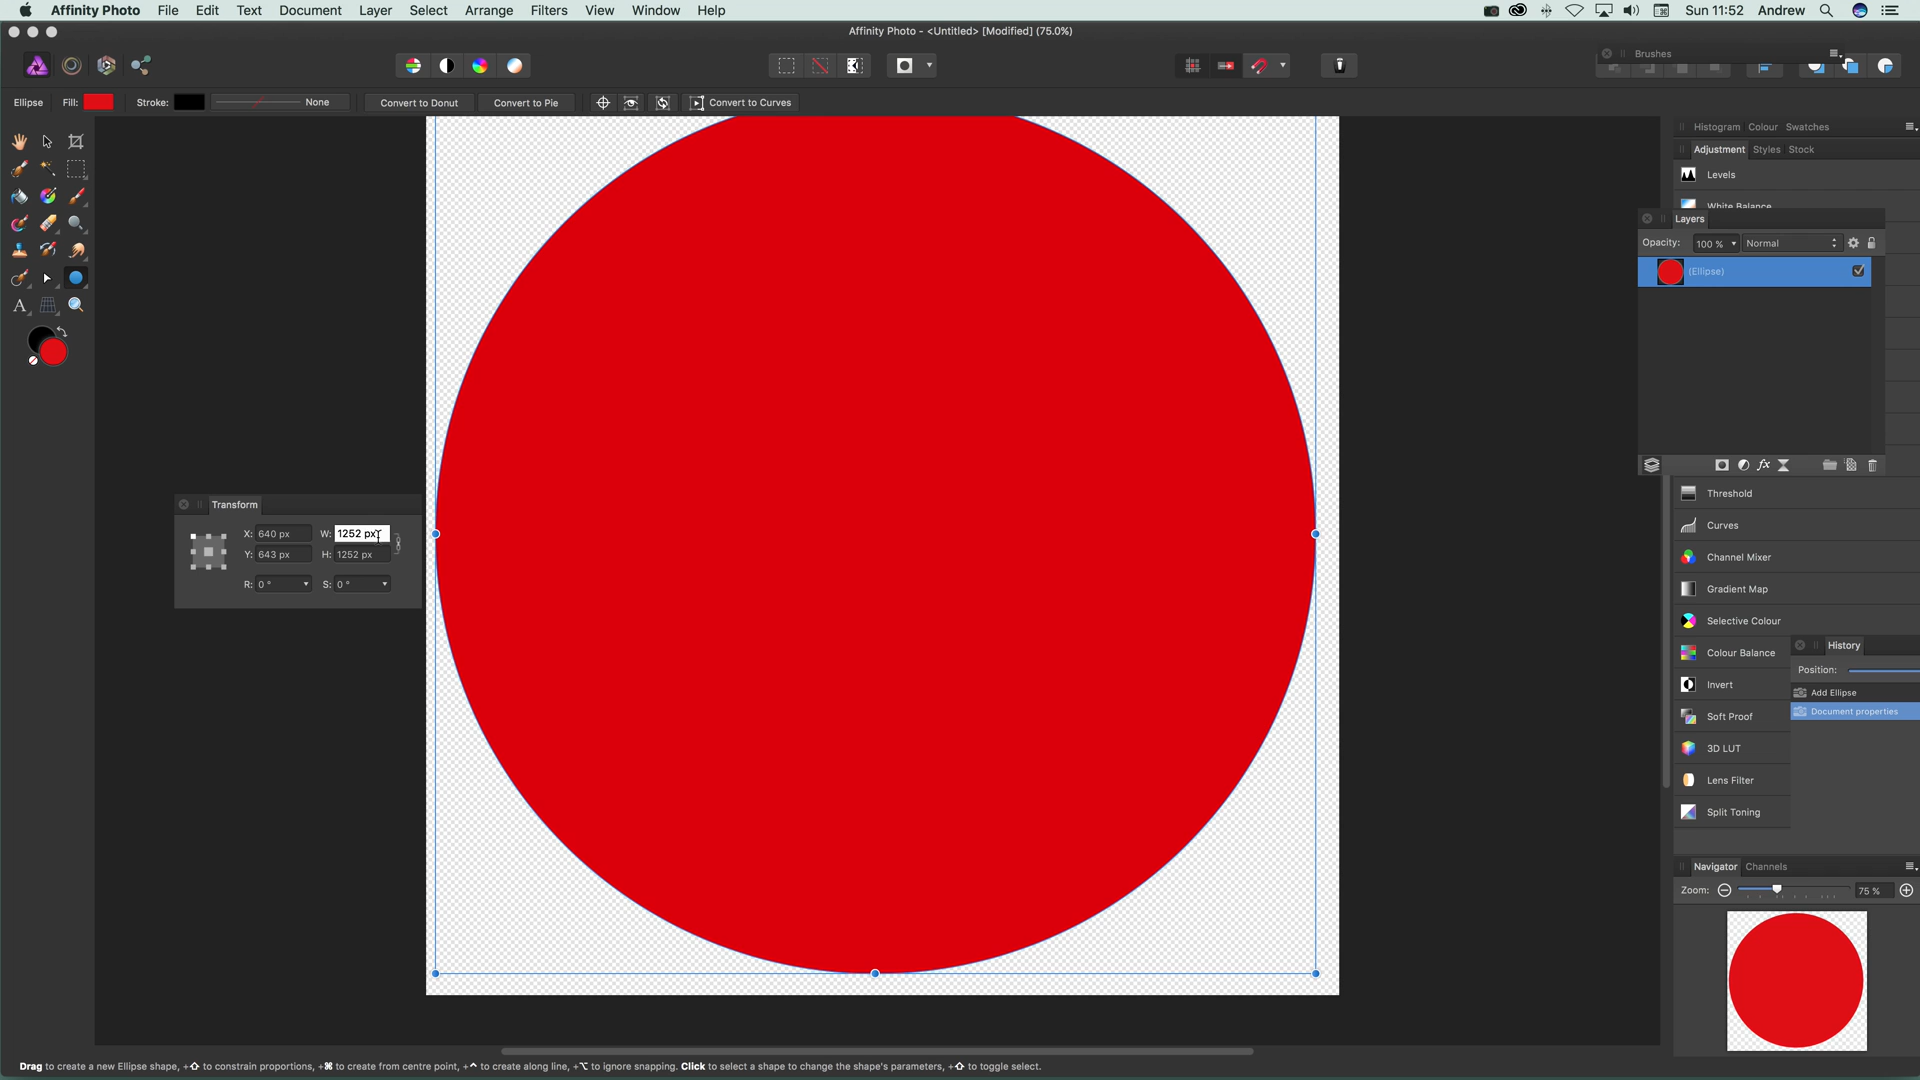 Affinity Photo File Edit Text Document Layer Select Arrange Filters View Window Help Sun 11:52 Andrew
Affinity Photo - <Untitled> [Modified] (75.0%)
Brushes
Ellipse Fill: Stroke: None Convert to Donut Convert to Pie Convert to Curves
Histogram Colour Swatches
Adjustment Styles Stock
Levels
White Balance
Layers
Opacity: 100 % Normal
(Ellipse)
fx
Threshold
Transform
Curves
X: 640 px W: 1252 px
Y: 643 px H: 1252 px
Channel Mixer
R: 0 ° S: 0 °
Gradient Map
Selective Colour
History
Colour Balance
Position:
Invert
Add Ellipse
Document properties
Soft Proof
3D LUT
Lens Filter
Split Toning
Navigator Channels
Zoom: 75 %
A
Drag to create a new Ellipse shape, +⇧ to constrain proportions, +⌘ to create from centre point, +⌃ to create along line, +⌥ to ignore snapping. Click to select a shape to change the shape's parameters, +⇧ to toggle select.